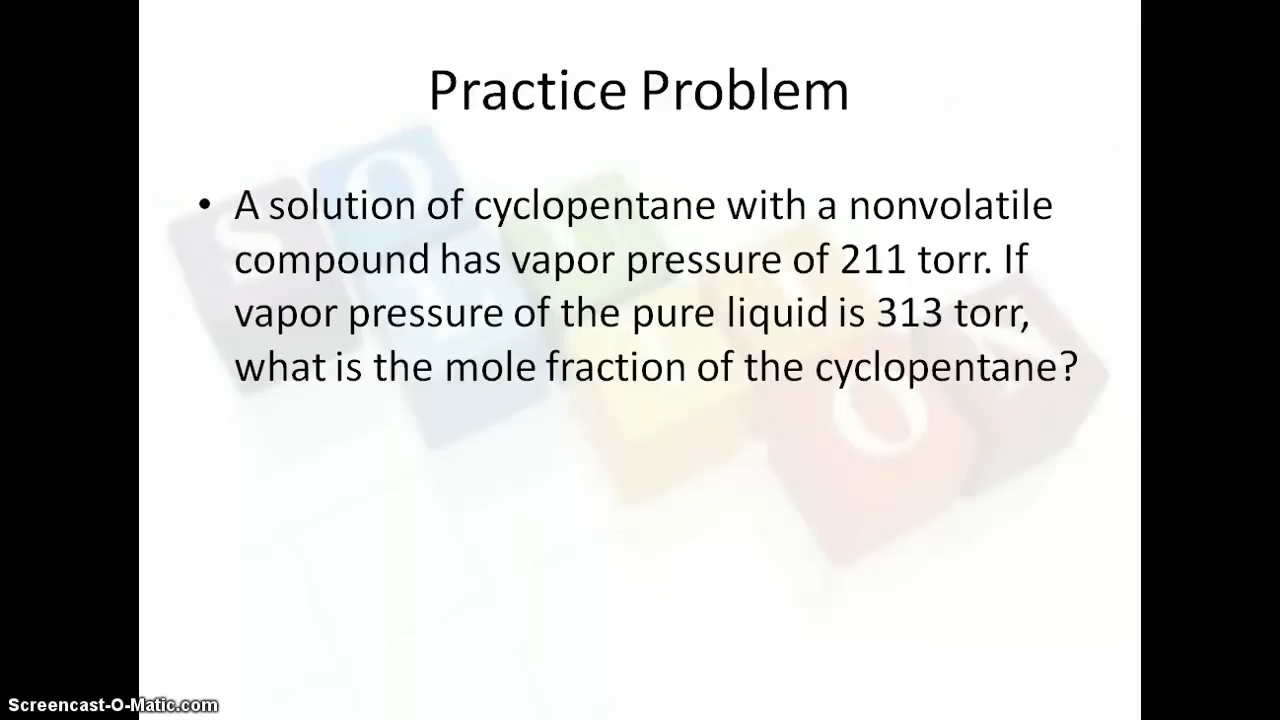 Practice Problem
• A solution of cyclopentane with a nonvolatile
compound has vapor pressure of 211 torr. If
vapor pressure of the pure liquid is 313 torr,
what is the mole fraction of the cyclopentane?
Screencast-O-Matic.com